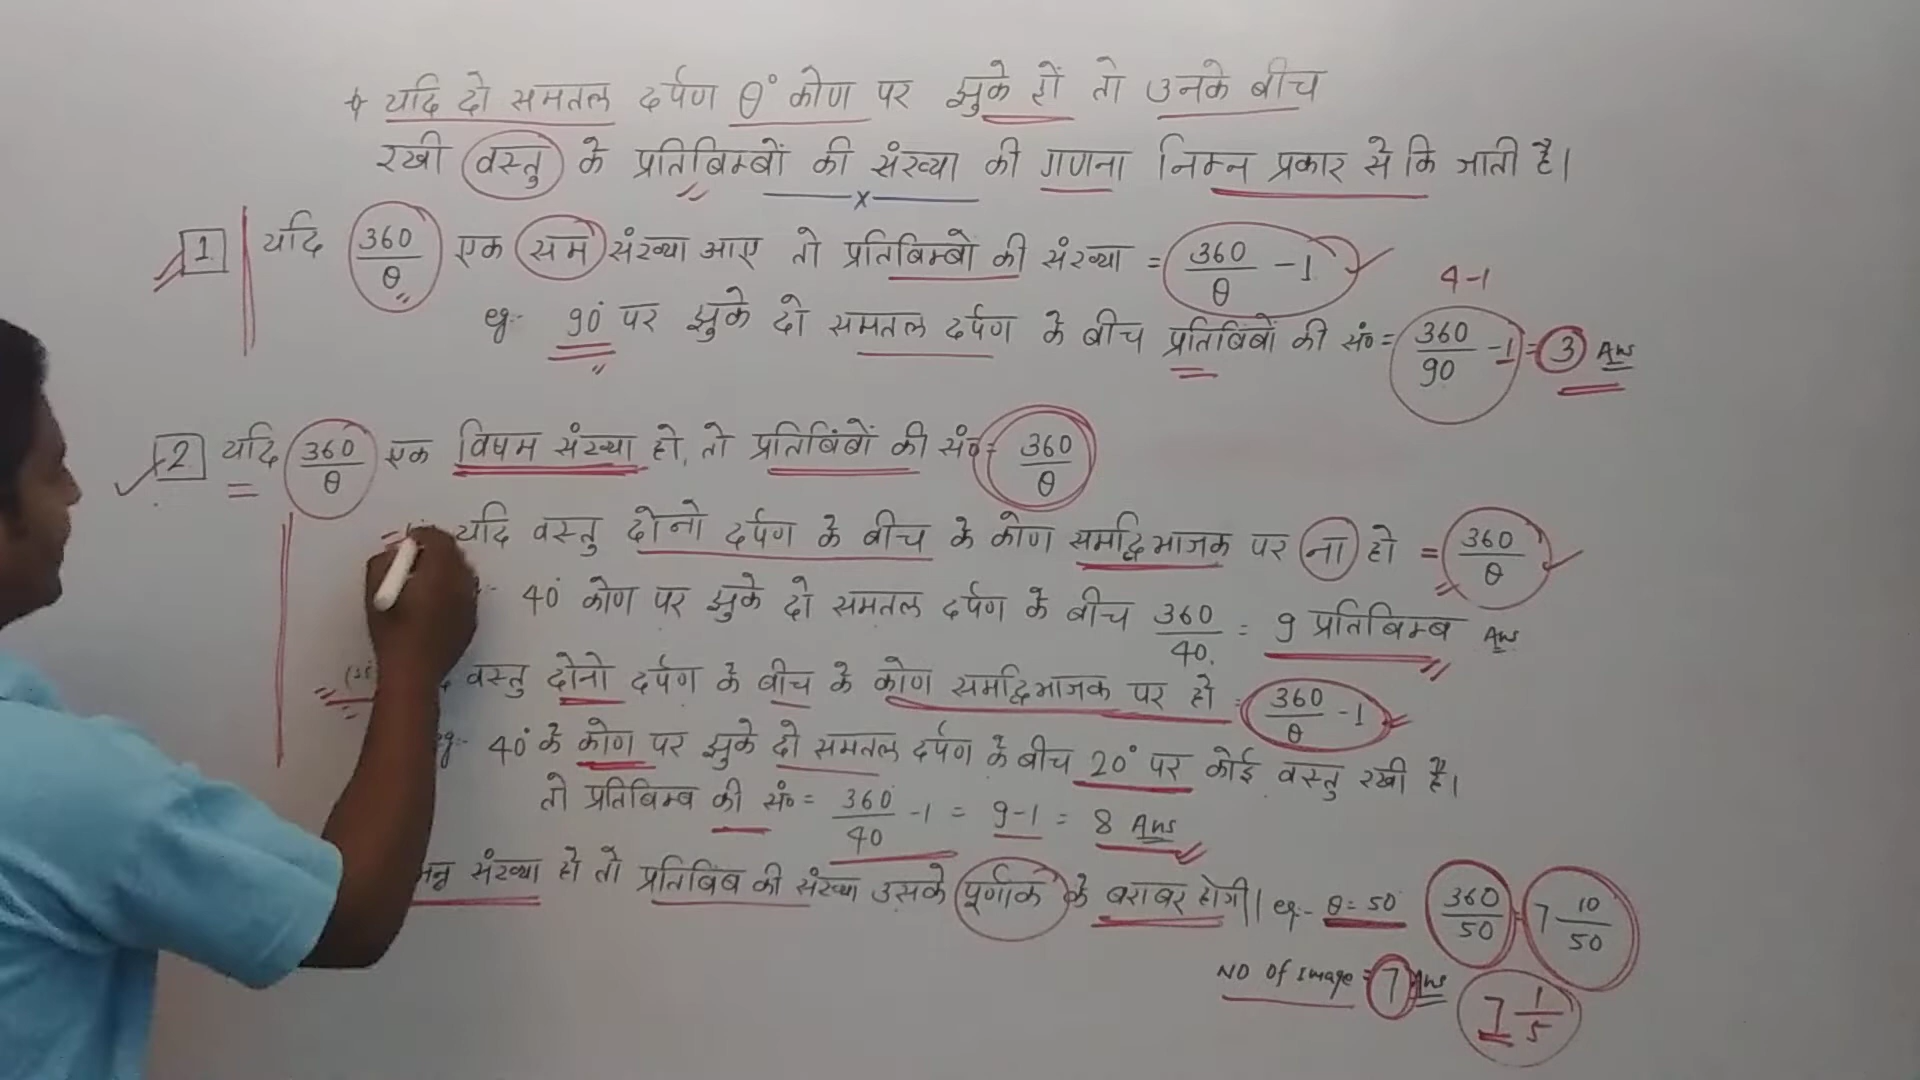 * यदि दो समतल दर्पण θ° कोण पर झुके हों तो उनके बीच
रखी वस्तु के प्रतिबिम्बों की संख्या की गणना निम्न प्रकार से कि जाती है।
1. यदि 360/θ एक सम संख्या आए तो प्रतिबिम्बो की संख्या = 360/θ - 1
4-1
eg:- 90° पर झुके दो समतल दर्पण के बीच प्रतिबिंबों की सं० = 360/90 - 1 = 3 Ans
2. यदि 360/θ एक विषम संख्या हो, तो प्रतिबिंबों की सं० = 360/θ
यदि वस्तु दोनो दर्पण के बीच के कोण समद्विभाजक पर ना हो = 360/θ
40° कोण पर झुके दो समतल दर्पण के बीच 360/40 = 9 प्रतिबिम्ब Ans
वस्तु दोनो दर्पण के बीच के कोण समद्विभाजक पर हो = 360/θ - 1
eg:- 40° के कोण पर झुके दो समतल दर्पण के बीच 20° पर कोई वस्तु रखी है।
तो प्रतिबिम्ब की सं० = 360/40 - 1 = 9-1 = 8 Ans
संख्या हो तो प्रतिबिंब की संख्या उसके पूर्णांक के बराबर होगी। eg:- θ = 50 360/50 = 7 10/50
NO Of Image = 7 Ans 7 1/5